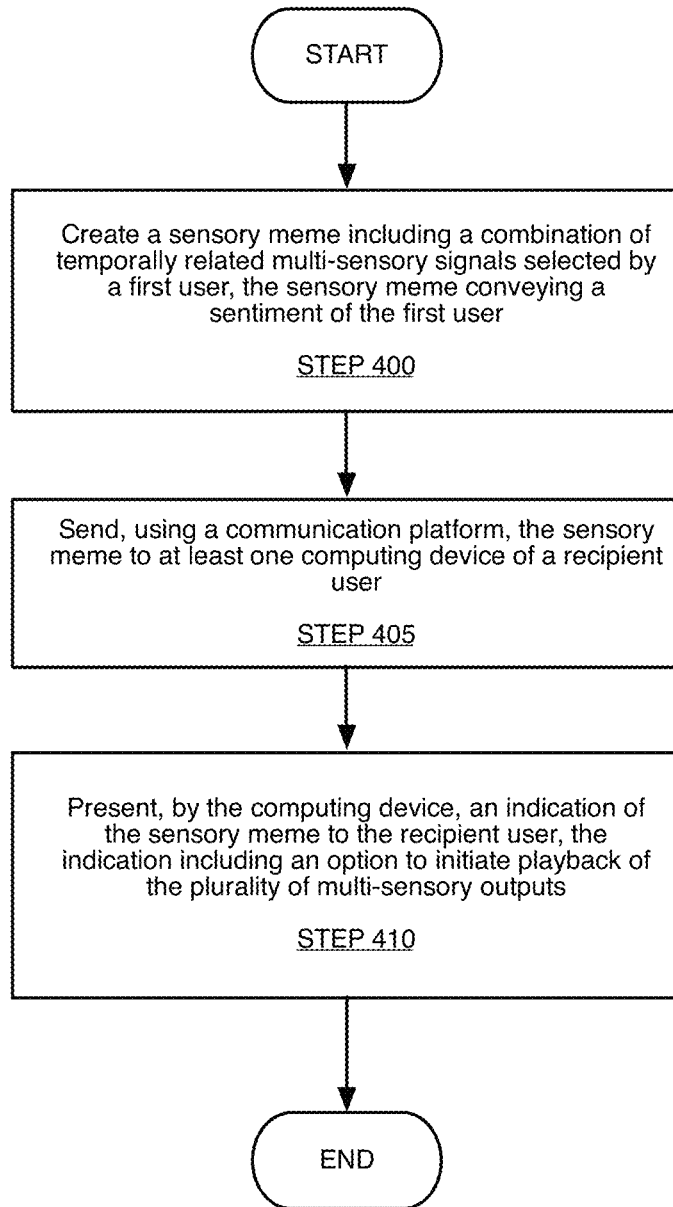 START
Create a sensory meme including a combination of
temporally related multi-sensory signals selected by
a first user, the sensory meme conveying a
sentiment of the first user
STEP 400
Send, using a communication platform, the sensory
meme to at least one computing device of a recipient
user
STEP 405
Present, by the computing device, an indication of
the sensory meme to the recipient user, the
indication including an option to initiate playback of
the plurality of multi-sensory outputs
STEP 410
END